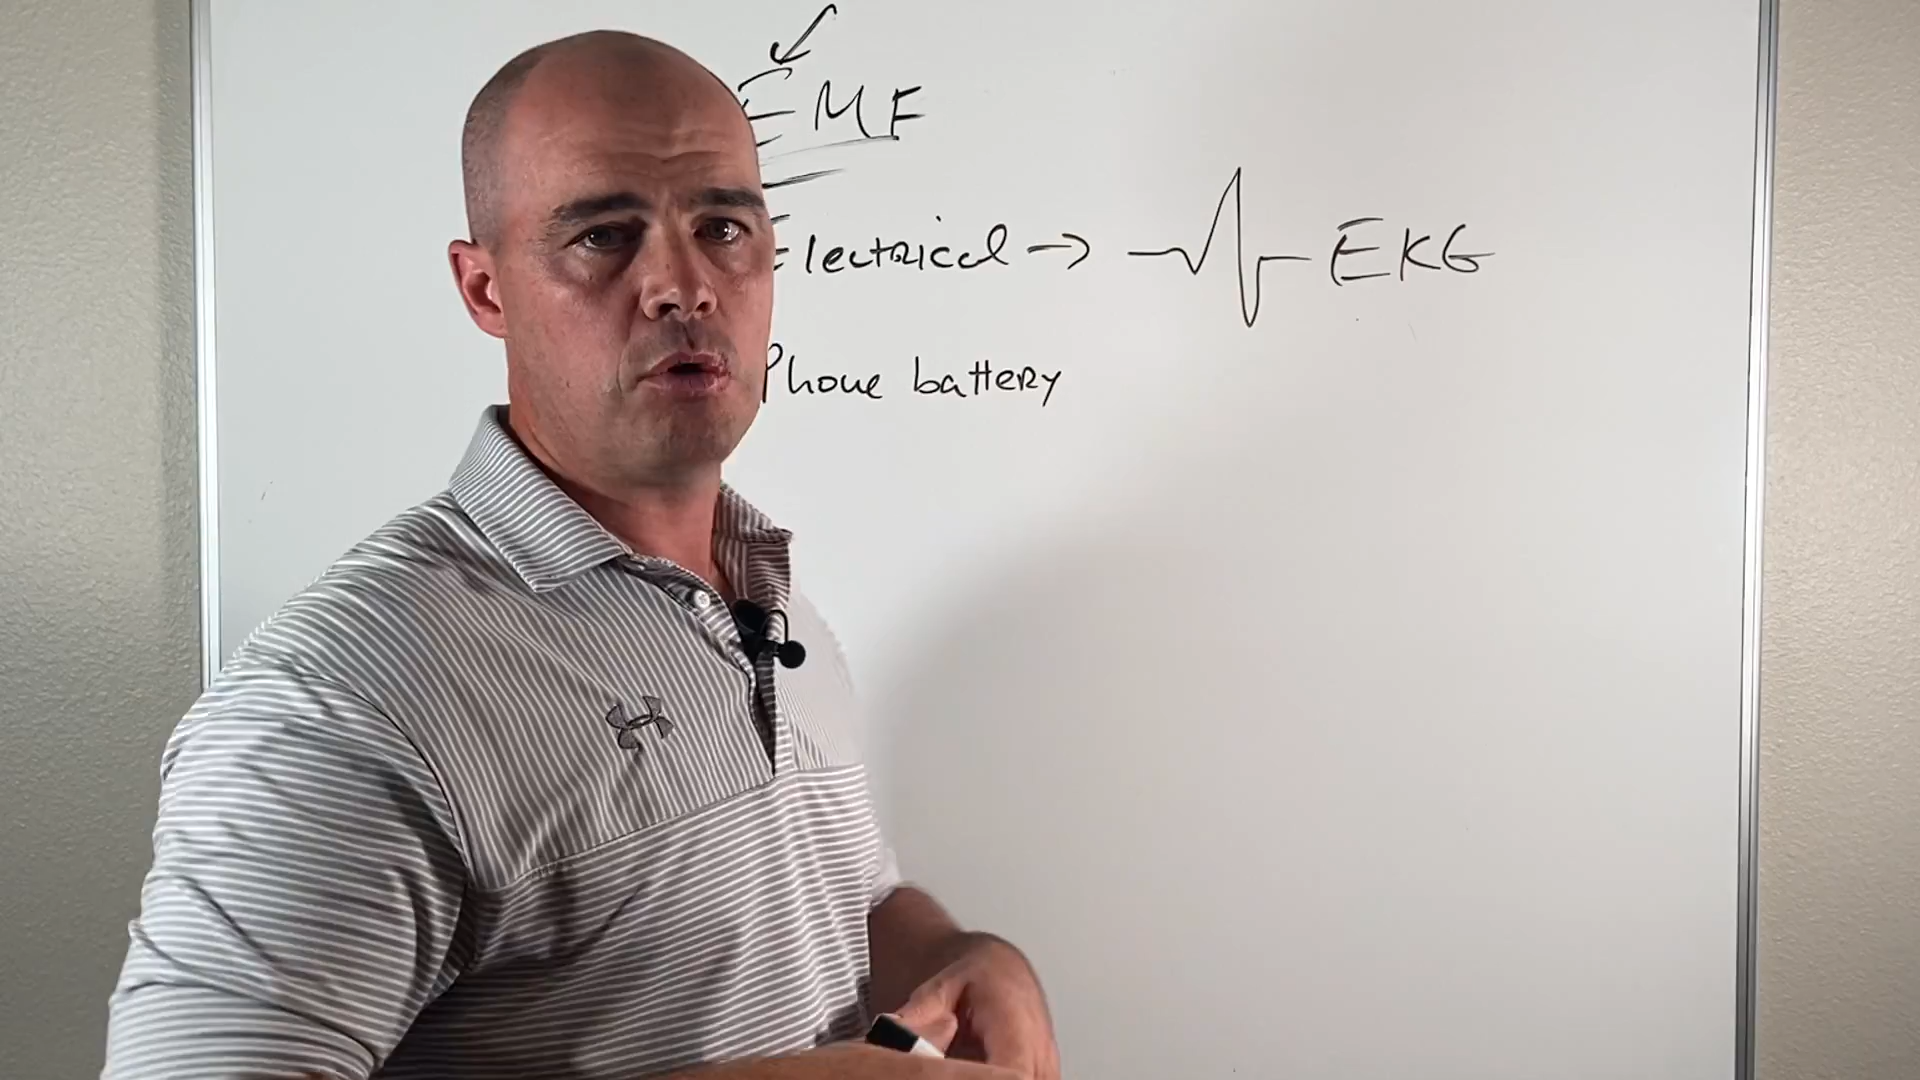 EMF
Electrical → EKG
Phone battery